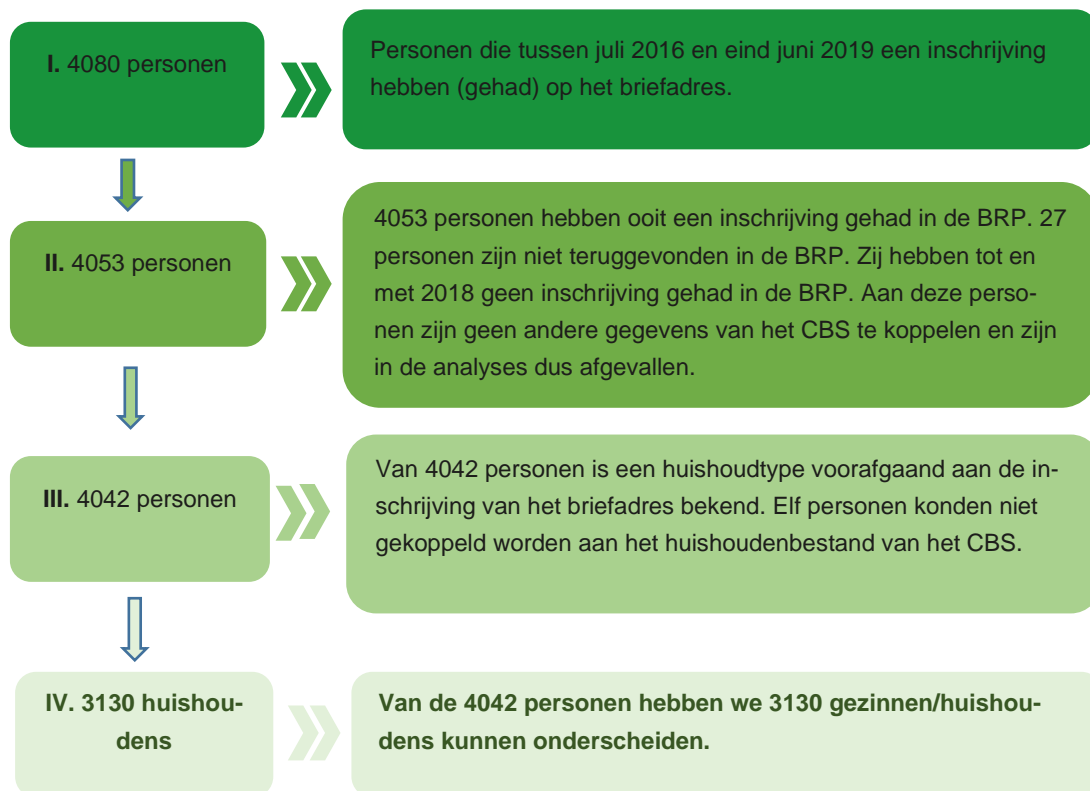 I. 4080 personen
Personen die tussen juli 2016 en eind juni 2019 een inschrijving
hebben (gehad) op het briefadres.
II. 4053 personen
4053 personen hebben ooit een inschrijving gehad in de BRP. 27
personen zijn niet teruggevonden in de BRP. Zij hebben tot en
met 2018 geen inschrijving gehad in de BRP. Aan deze perso-
nen zijn geen andere gegevens van het CBS te koppelen en zijn
in de analyses dus afgevallen.
III. 4042 personen
Van 4042 personen is een huishoudtype voorafgaand aan de in-
schrijving van het briefadres bekend. Elf personen konden niet
gekoppeld worden aan het huishoudenbestand van het CBS.
IV. 3130 huishou-
dens
Van de 4042 personen hebben we 3130 gezinnen/huishou-
dens kunnen onderscheiden.